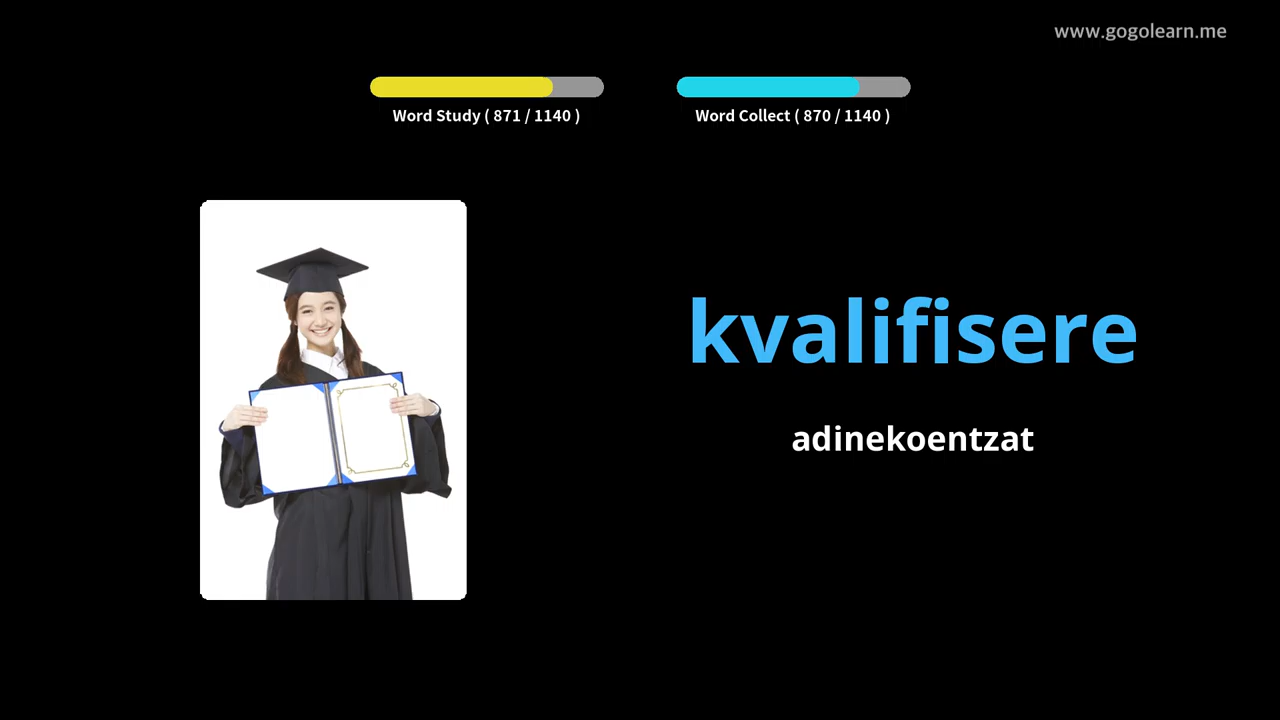 www.gogolearn.me
Word Study ( 871 / 1140 )
Word Collect ( 870 / 1140 )
kvalifisere
adinekoentzat